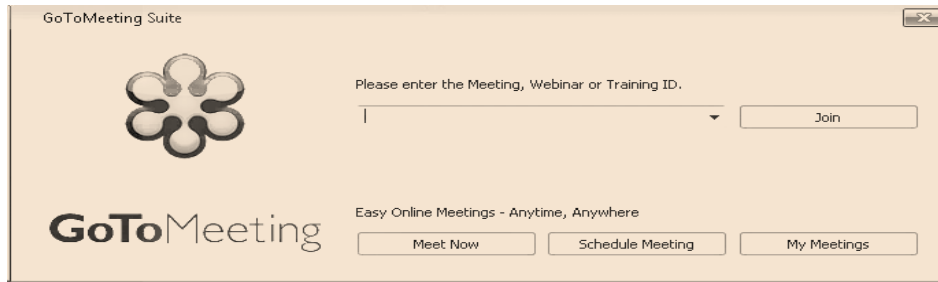 GoToMeeting Suite
Please enter the Meeting, Webinar or Training ID.
Join
GoToMeeting
Easy Online Meetings - Anytime, Anywhere
Meet Now
Schedule Meeting
My Meetings